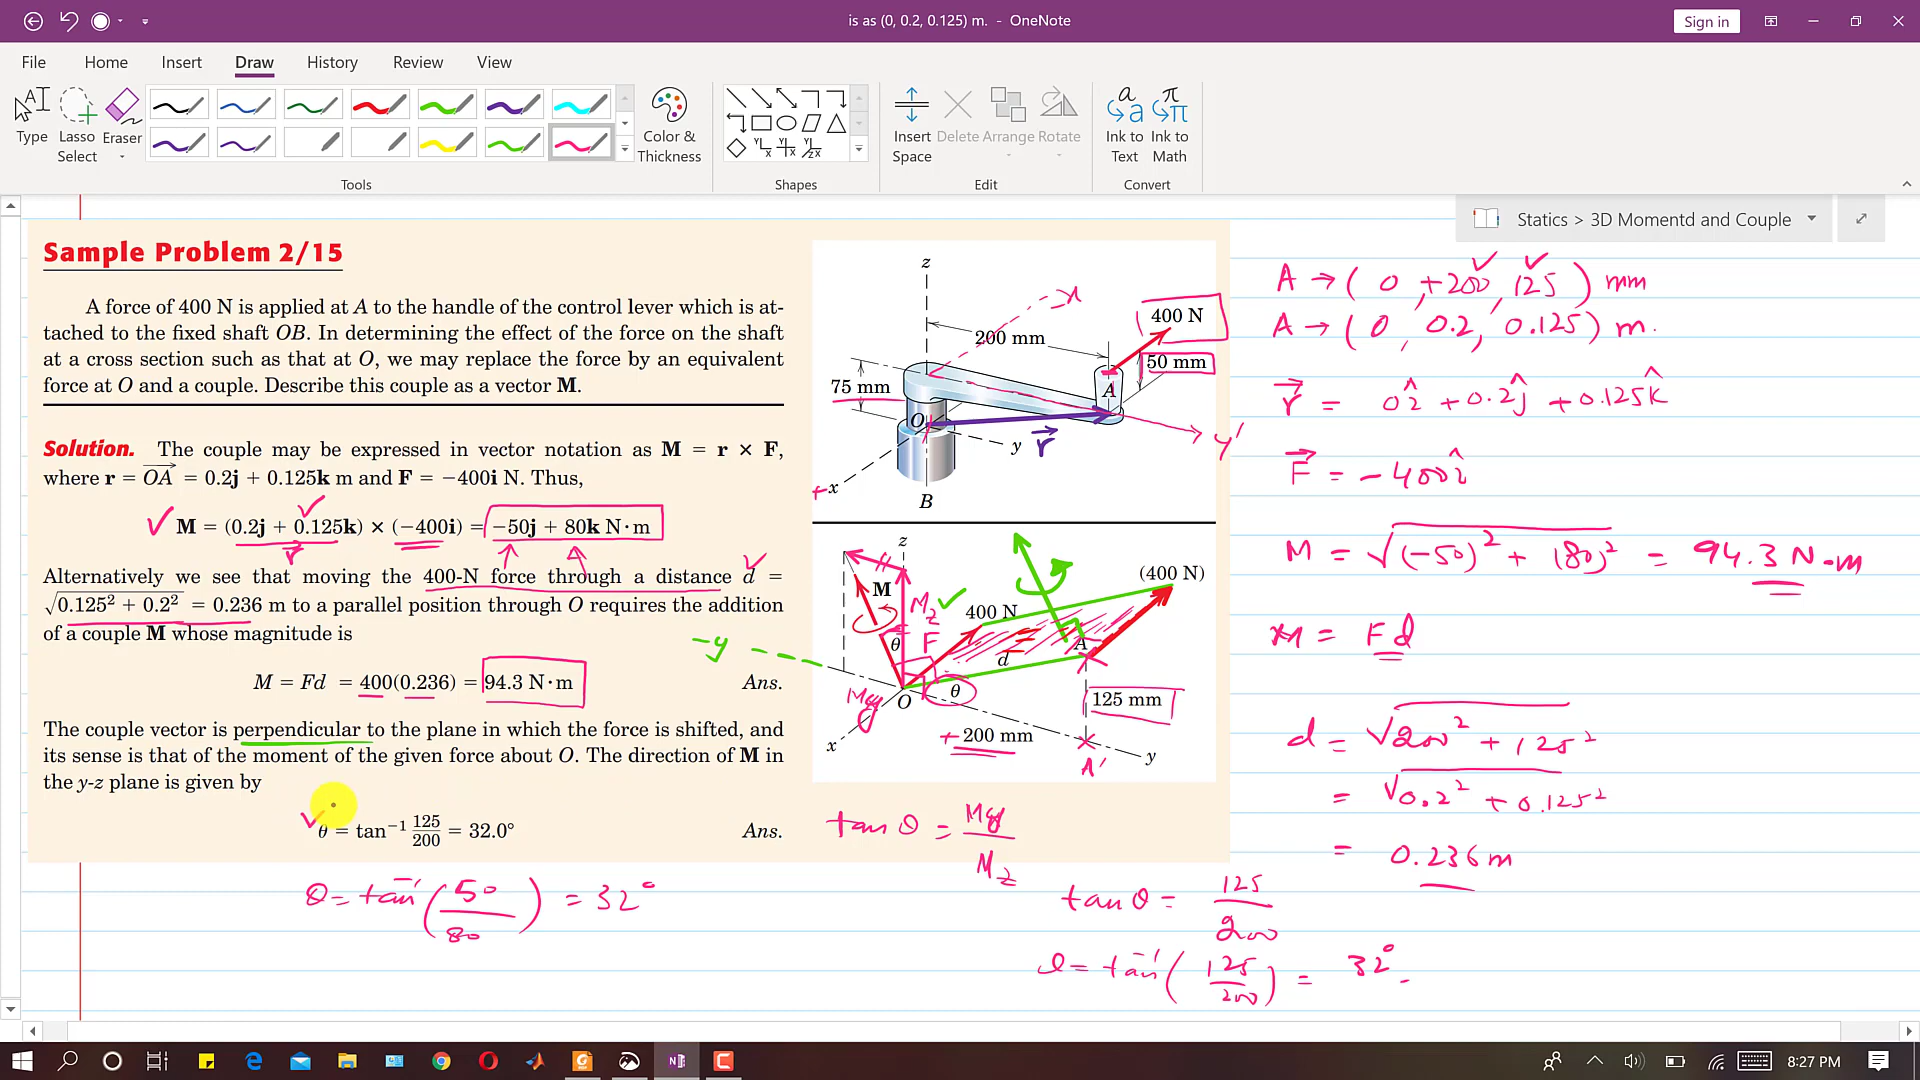 is as (0, 0.2, 0.125) m. - OneNote
Sign in
File Home Insert Draw History Review View
Type
Lasso Select
Eraser
Color & Thickness
Insert Space
Delete
Arrange
Rotate
Ink to Text
Ink to Math
Tools
Shapes
Edit
Convert
Statics > 3D Momentd and Couple
Sample Problem 2/15
A force of 400 N is applied at A to the handle of the control lever which is at-
tached to the fixed shaft OB. In determining the effect of the force on the shaft
at a cross section such as that at O, we may replace the force by an equivalent
force at O and a couple. Describe this couple as a vector M.
Solution. The couple may be expressed in vector notation as M = r × F,
where r = OA = 0.2j + 0.125k m and F = −400i N. Thus,
✓ M = (0.2j + 0.125k) × (−400i) = −50j + 80k N·m
r
Alternatively we see that moving the 400-N force through a distance d =
√0.125² + 0.2² = 0.236 m to a parallel position through O requires the addition
of a couple M whose magnitude is
M = Fd = 400(0.236) = 94.3 N·m Ans.
The couple vector is perpendicular to the plane in which the force is shifted, and
its sense is that of the moment of the given force about O. The direction of M in
the y-z plane is given by
✓ θ = tan−1 125/200 = 32.0° Ans.
θ = tan−1 (50/80) = 32°
z
−x
400 N
200 mm
50 mm
75 mm
A
O
y
r
y'
+x
B
z
M
Mz
(400 N)
400 N
F
−y
θ
A
d
My
O
θ
125 mm
x
+ 200 mm
y
A'
tan θ = My/Mz
tan θ = 125/200
θ = tan−1 (125/200) = 32°
A → (0, +200, 125) mm
A → (0, 0.2, 0.125) m.
r = 0i + 0.2j + 0.125k
F = −400i
M = √(−50)² + (80)² = 94.3 N·m
M = Fd
d = √200² + 125²
= √0.2² + 0.125²
= 0.236 m
8:27 PM